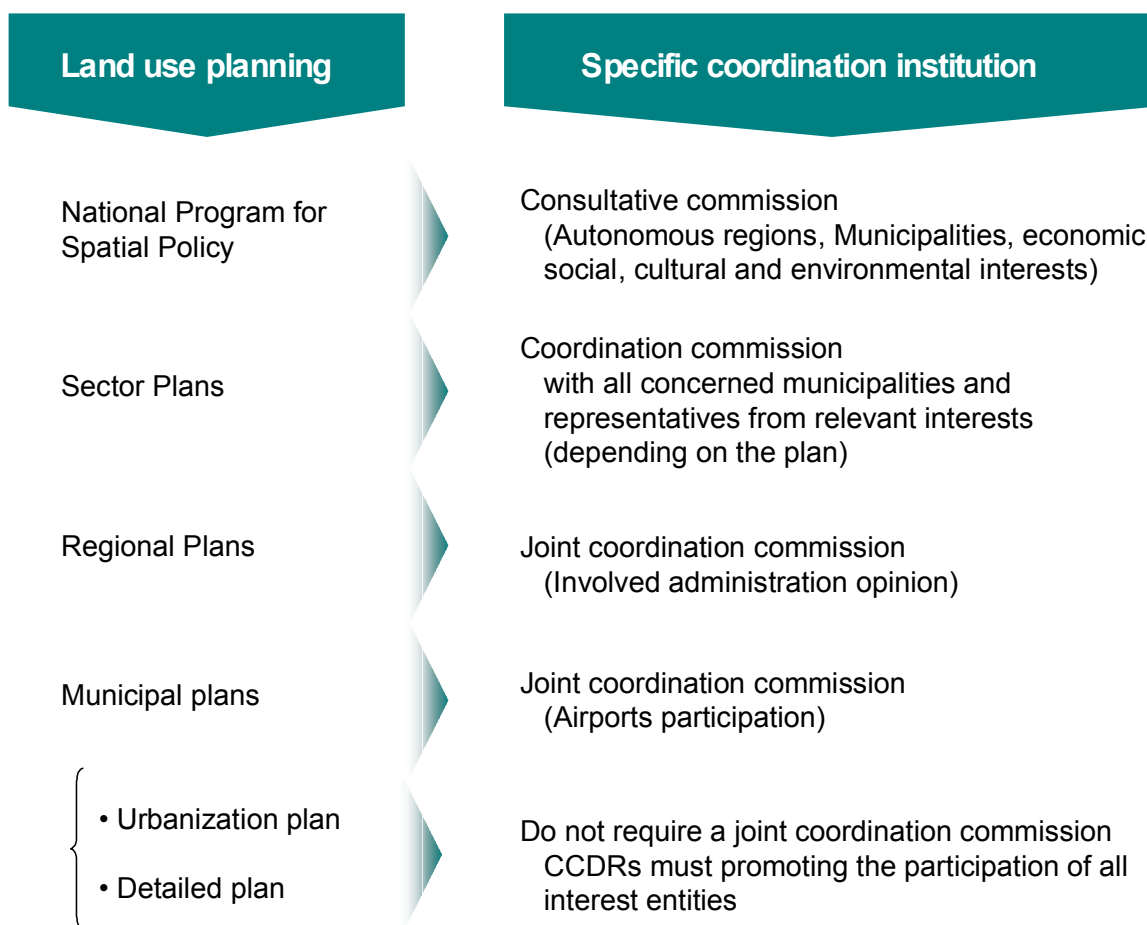 Land use planning
Specific coordination institution
National Program for
Spatial Policy
Consultative commission
(Autonomous regions, Municipalities, economic
social, cultural and environmental interests)
Sector Plans
Coordination commission
with all concerned municipalities and
representatives from relevant interests
(depending on the plan)
Regional Plans
Joint coordination commission
(Involved administration opinion)
Municipal plans
Joint coordination commission
(Airports participation)
• Urbanization plan
• Detailed plan
Do not require a joint coordination commission
CCDRs must promoting the participation of all
interest entities